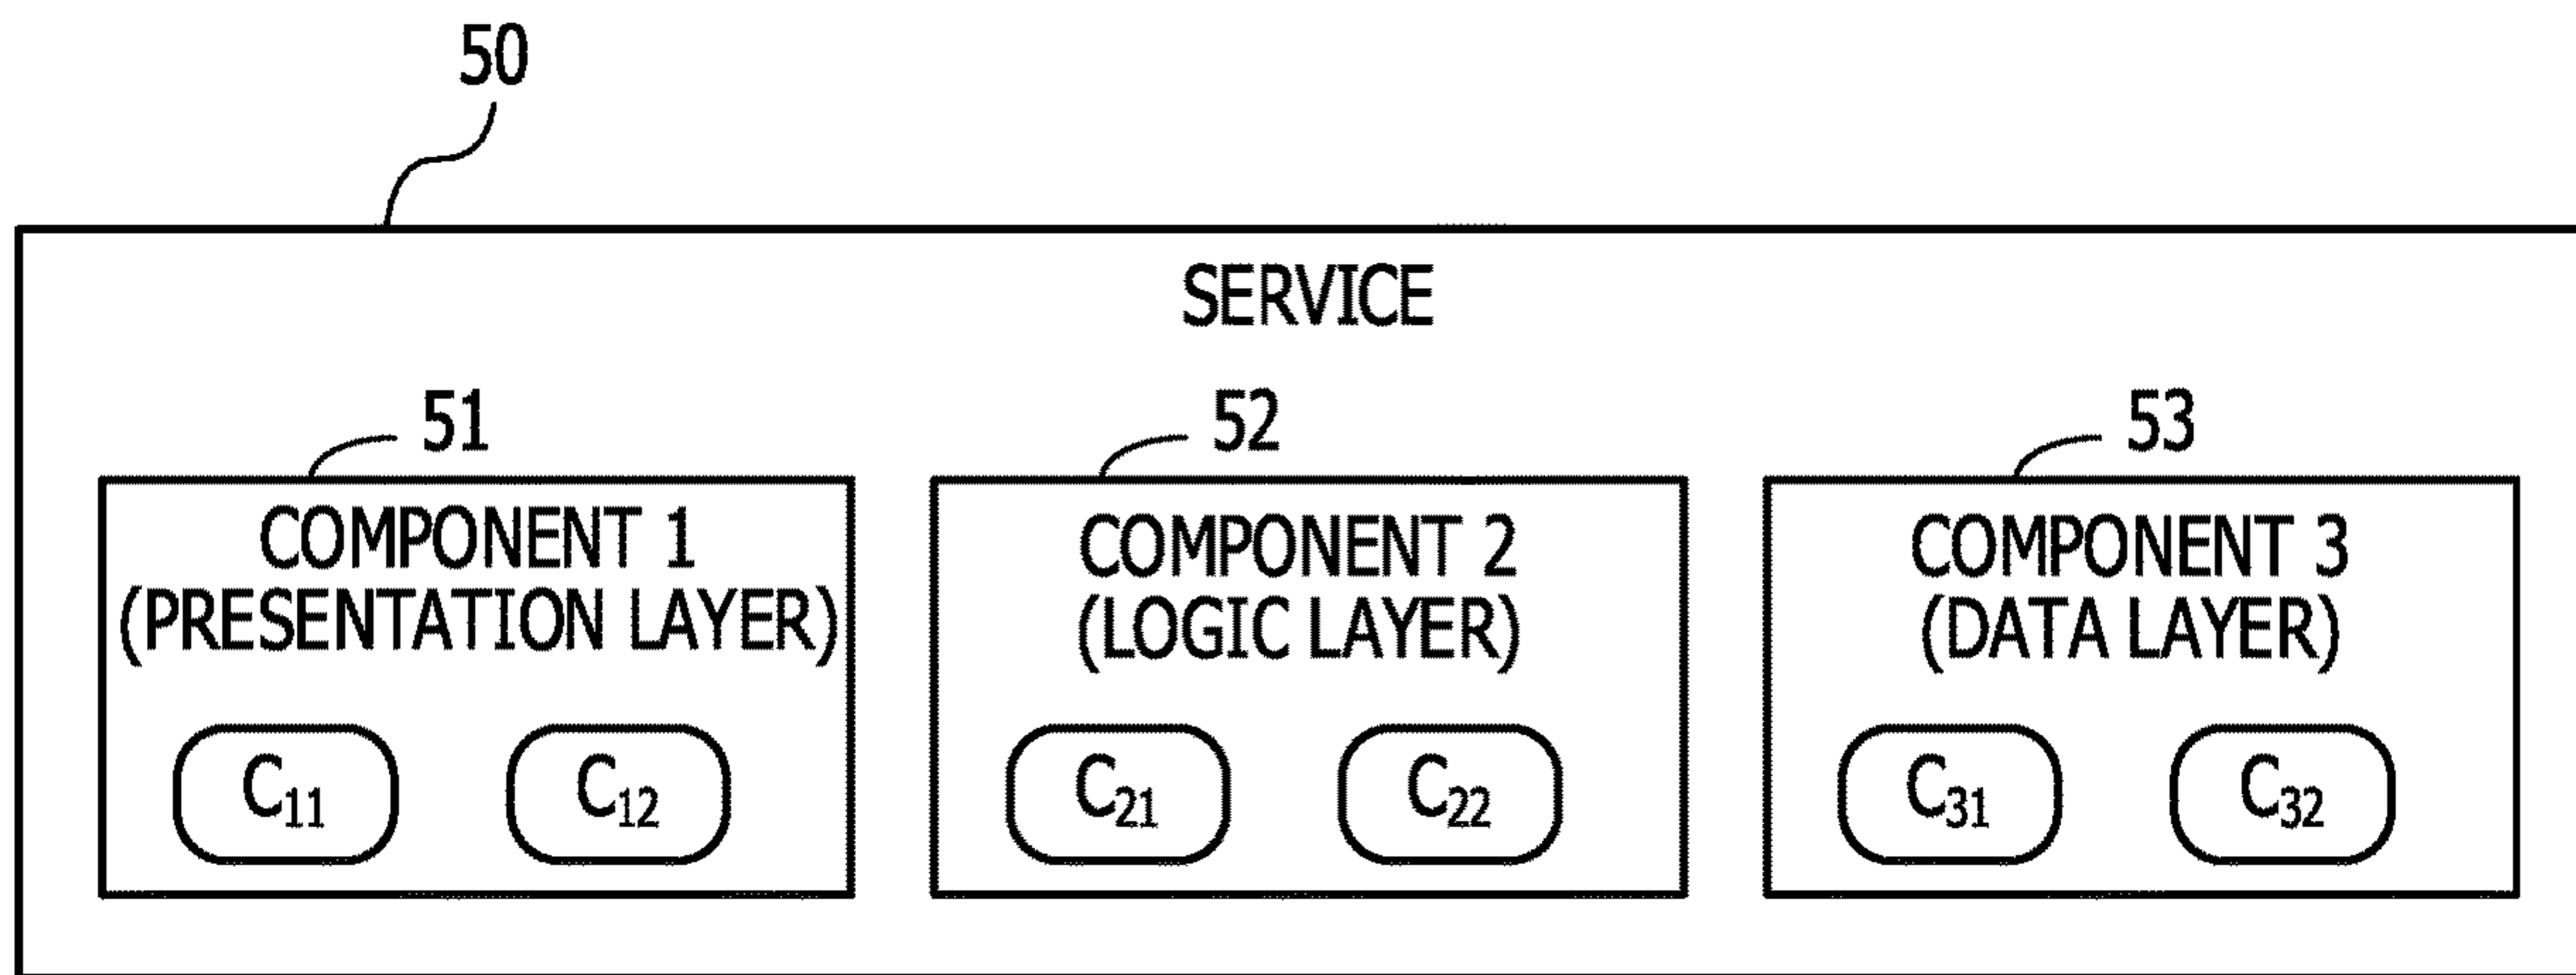 50
SERVICE
51
52
53
COMPONENT 1
(PRESENTATION LAYER)
COMPONENT 2
(LOGIC LAYER)
COMPONENT 3
(DATA LAYER)
C11
C12
C21
C22
C31
C32